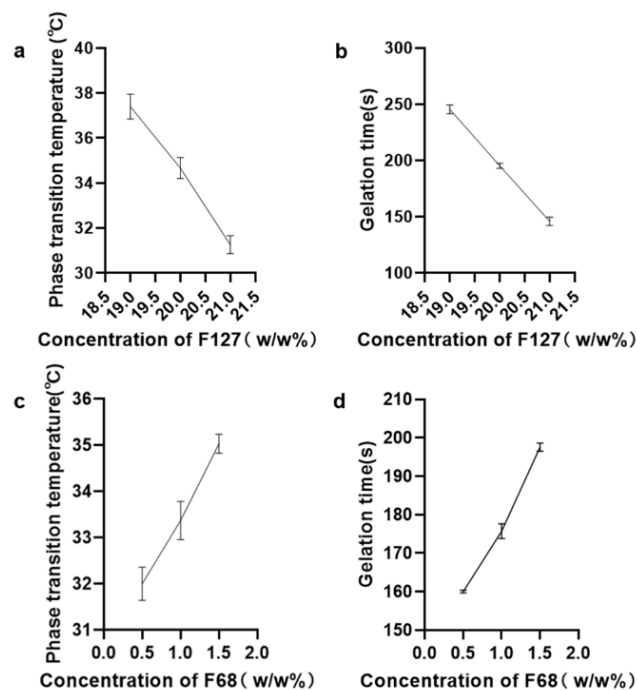 a
Phase transition temperature (℃)
40
38
36
34
32
30
18.5 19.0 19.5 20.0 20.5 21.0 21.5
Concentration of F127( w/w%)
b
Gelation time(s)
300
250
200
150
100
18.5 19.0 19.5 20.0 20.5 21.0 21.5
Concentration of F127( w/w%)
c
Phase transition temperature(℃)
36
35
34
33
32
31
0.0 0.5 1.0 1.5 2.0
Concentration of F68( w/w%)
d
Gelation time(s)
210
200
190
180
170
160
150
0.0 0.5 1.0 1.5 2.0
Concentration of F68( w/w%)